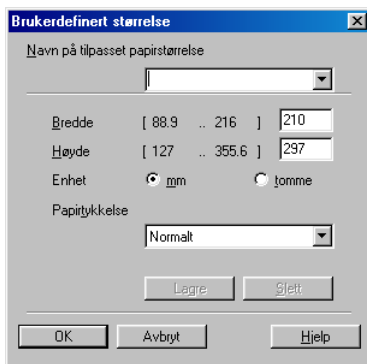 Brukerdefinert størrelse
Navn på tilpasset papirstørrelse
Bredde [ 88.9 .. 216 ] 210
Høyde [ 127 .. 355.6 ] 297
Enhet mm tomme
Papirtykkelse
Normalt
Lagre Slett
OK Avbryt Hjelp